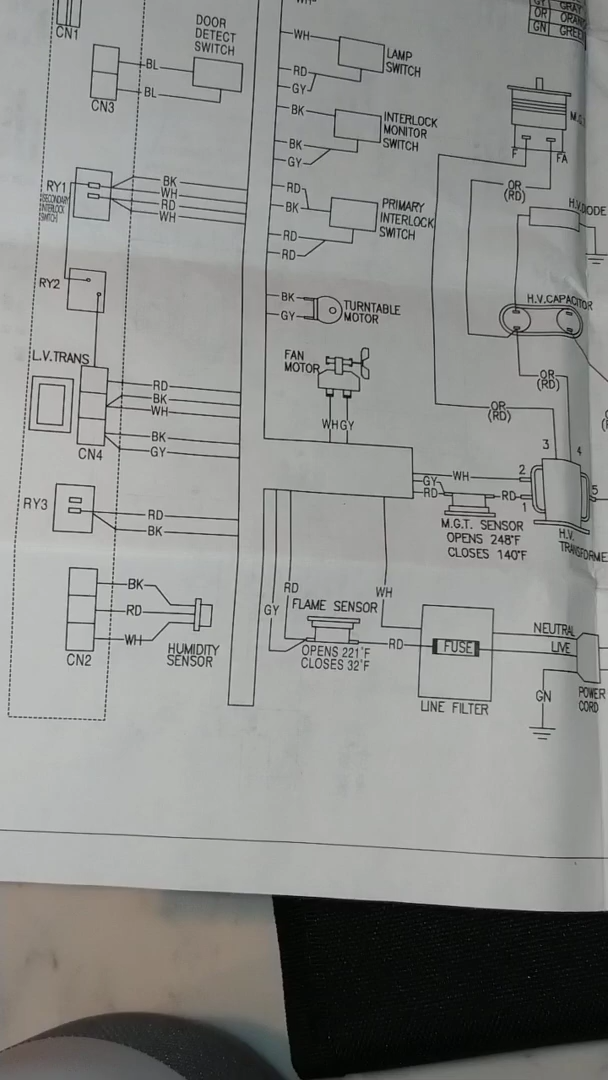 CN1
DOOR
DETECT
SWITCH
BL
BL
CN3
WH
RD
GY
LAMP
SWITCH
BK
BK
GY
INTERLOCK
MONITOR
SWITCH
RD
BK
RD
RD
PRIMARY
INTERLOCK
SWITCH
GY GRAY
OR
GN
F
FA
OR
(RD)
H.V.DIODE
H.V.CAPACITOR
RY1
SECONDARY
INTERLOCK
SWITCH
BK
WH
RD
WH
RY2
BK
GY
TURNTABLE
MOTOR
FAN
MOTOR
WH GY
OR
(RD)
OR
(RD)
L.V.TRANS
RD
BK
WH
BK
GY
CN4
3
4
2
1
5
WH
GY
RD
RD
M.G.T. SENSOR
OPENS 248°F
CLOSES 140°F
H.V.
TRANSFORME
RY3
RD
BK
BK
RD
WH
CN2
HUMIDITY
SENSOR
GY
RD
WH
FLAME SENSOR
OPENS 221°F
CLOSES 32°F
RD
FUSE
LINE FILTER
NEUTRAL
LIVE
GN
POWER
CORD